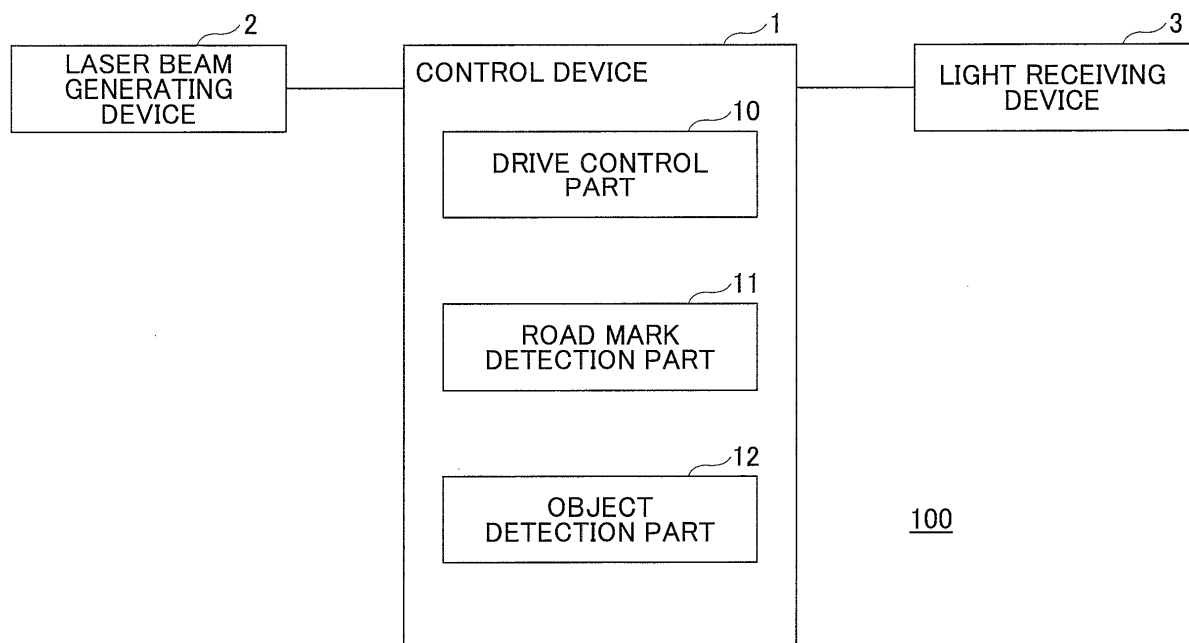 2
LASER BEAM
GENERATING
DEVICE
1
CONTROL DEVICE
3
LIGHT RECEIVING
DEVICE
10
DRIVE CONTROL
PART
11
ROAD MARK
DETECTION PART
12
OBJECT
DETECTION PART
100